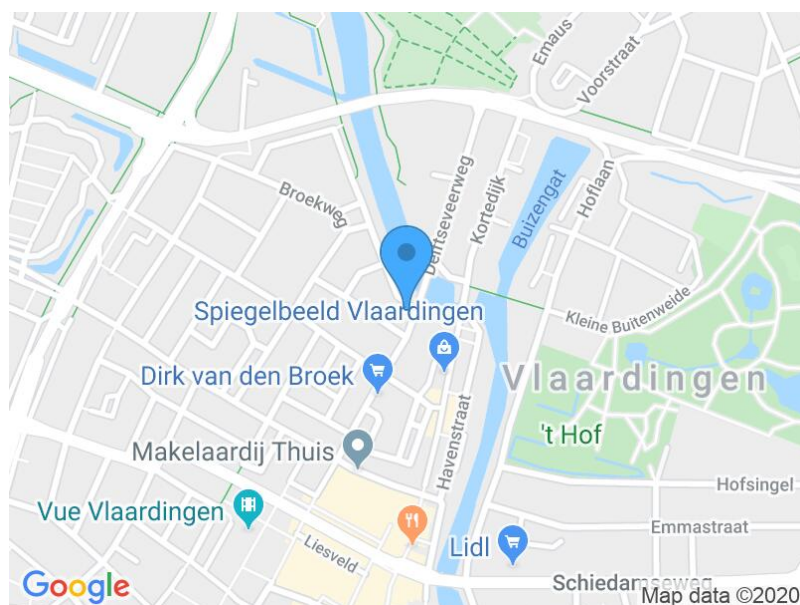 Emaus
Voorstraat
Broekweg
Delftseveerweg
Kortedijk
Buizengat
Hoflaan
Spiegelbeeld Vlaardingen
Kleine Buitenweide
Dirk van den Broek
Vlaardingen
't Hof
Makelaardij Thuis
Havenstraat
Hofsingel
Vue Vlaardingen
Emmastraat
Liesveld
Lidl
Schiedamseweg
Google
Map data ©2020